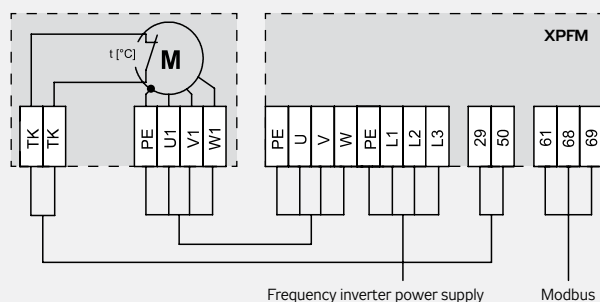 XPFM
t [°C]
M
TK
TK
PE
U1
V1
W1
PE
U
V
W
PE
L1
L2
L3
29
50
61
68
69
Frequency inverter power supply
Modbus